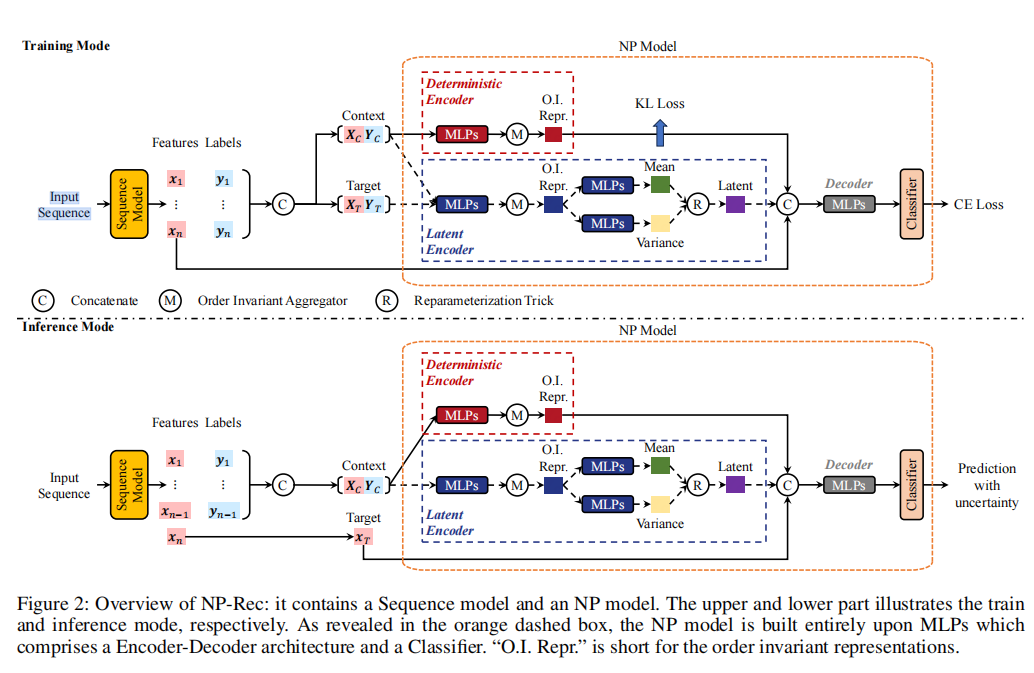 Training Mode
NP Model
Deterministic
Encoder
O.I.
Repr.
KL Loss
Context
X_C Y_C
MLPs
M
Features Labels
x_1 y_1
⋮ ⋮
x_n y_n
Input
Sequence
Sequence
Model
C
Target
X_T Y_T
O.I.
Repr.
MLPs
M
MLPs
MLPs
Mean
Variance
R
Latent
Latent
Encoder
C
Decoder
MLPs
Classifier
CE Loss
C Concatenate M Order Invariant Aggregator R Reparameterization Trick
Inference Mode
NP Model
Deterministic
Encoder
O.I.
Repr.
MLPs
M
Features Labels
x_1 y_1
⋮ ⋮
x_{n−1} y_{n−1}
x_n
Input
Sequence
Sequence
Model
C
Context
X_C Y_C
Target
x_T
O.I.
Repr.
MLPs
M
MLPs
MLPs
Mean
Variance
R
Latent
Latent
Encoder
C
Decoder
MLPs
Classifier
Prediction
with
uncertainty
Figure 2: Overview of NP-Rec: it contains a Sequence model and an NP model. The upper and lower part illustrates the train
and inference mode, respectively. As revealed in the orange dashed box, the NP model is built entirely upon MLPs which
comprises a Encoder-Decoder architecture and a Classifier. “O.I. Repr.” is short for the order invariant representations.